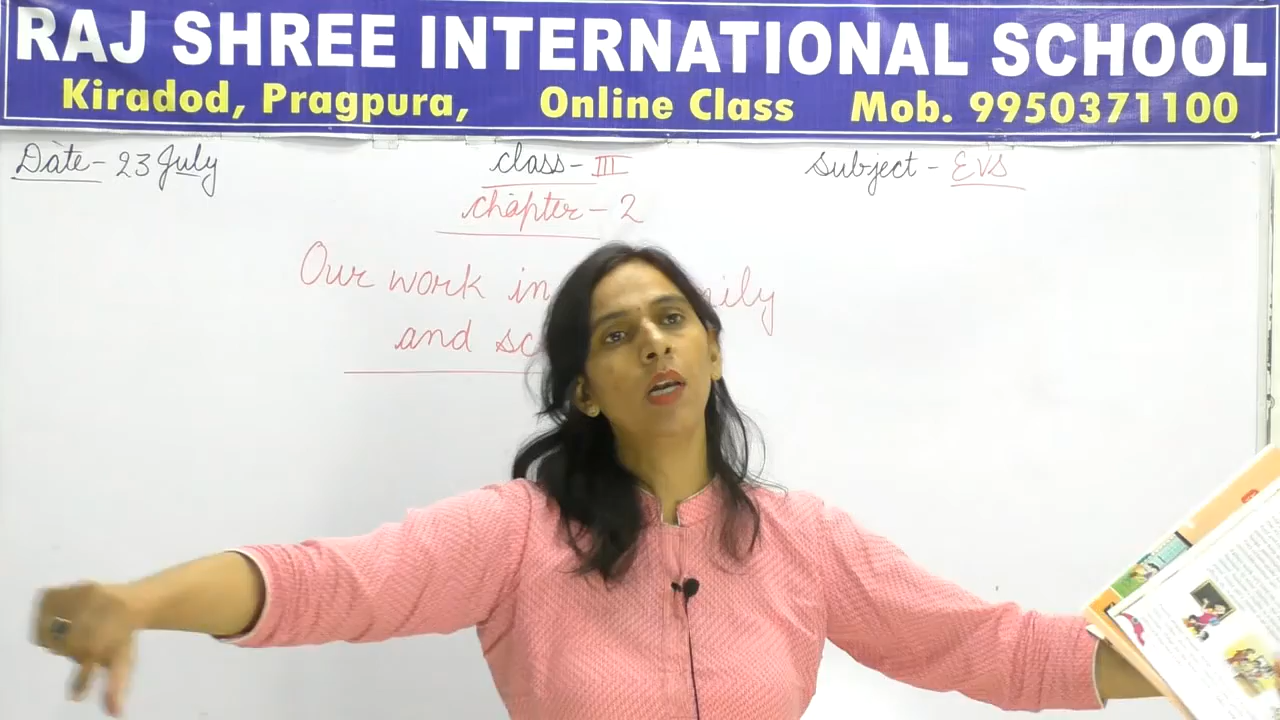 RAJ SHREE INTERNATIONAL SCHOOL
Kiradod, Pragpura, Online Class Mob. 9950371100
Date - 23 July class - III Subject - EVS
chapter - 2
Our work in
and